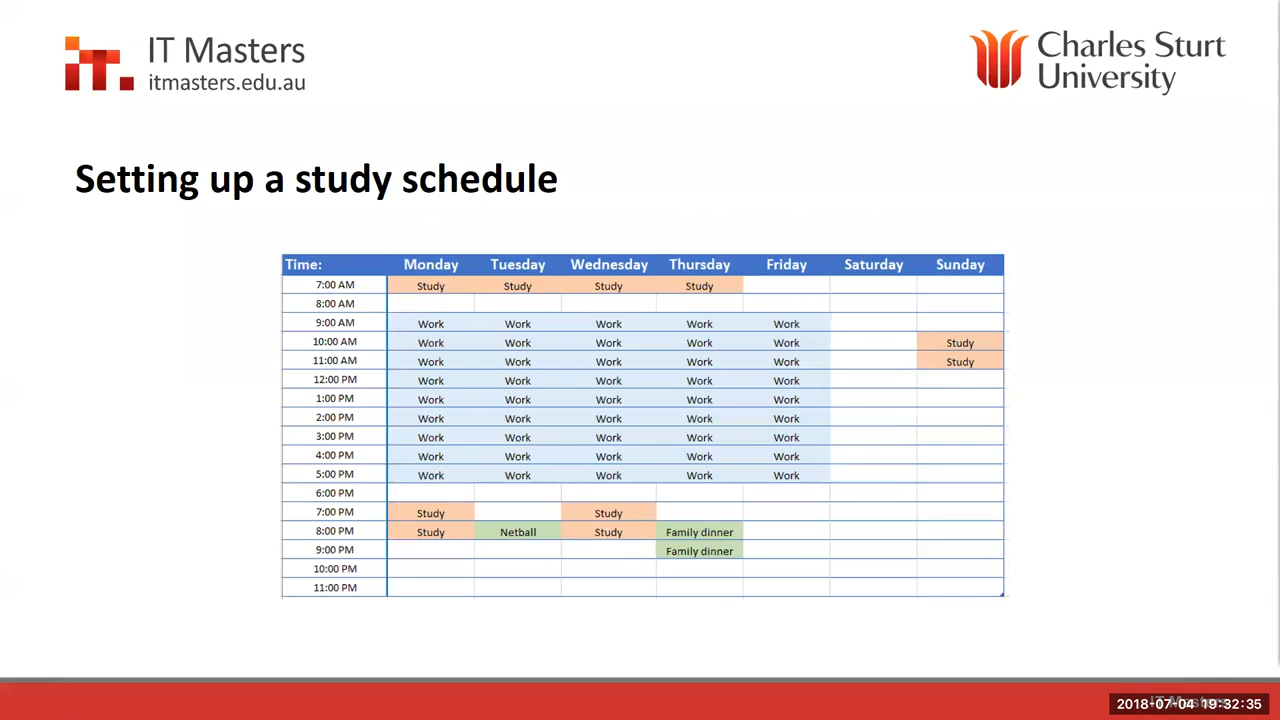 IT Masters
itmasters.edu.au
Charles Sturt
University
Setting up a study schedule
Time: Monday Tuesday Wednesday Thursday Friday Saturday Sunday
7:00 AM Study Study Study Study
8:00 AM
9:00 AM Work Work Work Work Work
10:00 AM Work Work Work Work Work Study
11:00 AM Work Work Work Work Work Study
12:00 PM Work Work Work Work Work
1:00 PM Work Work Work Work Work
2:00 PM Work Work Work Work Work
3:00 PM Work Work Work Work Work
4:00 PM Work Work Work Work Work
5:00 PM Work Work Work Work Work
6:00 PM
7:00 PM Study Study
8:00 PM Study Netball Study Family dinner
9:00 PM Family dinner
10:00 PM
11:00 PM
2018-07-04 19:32:35